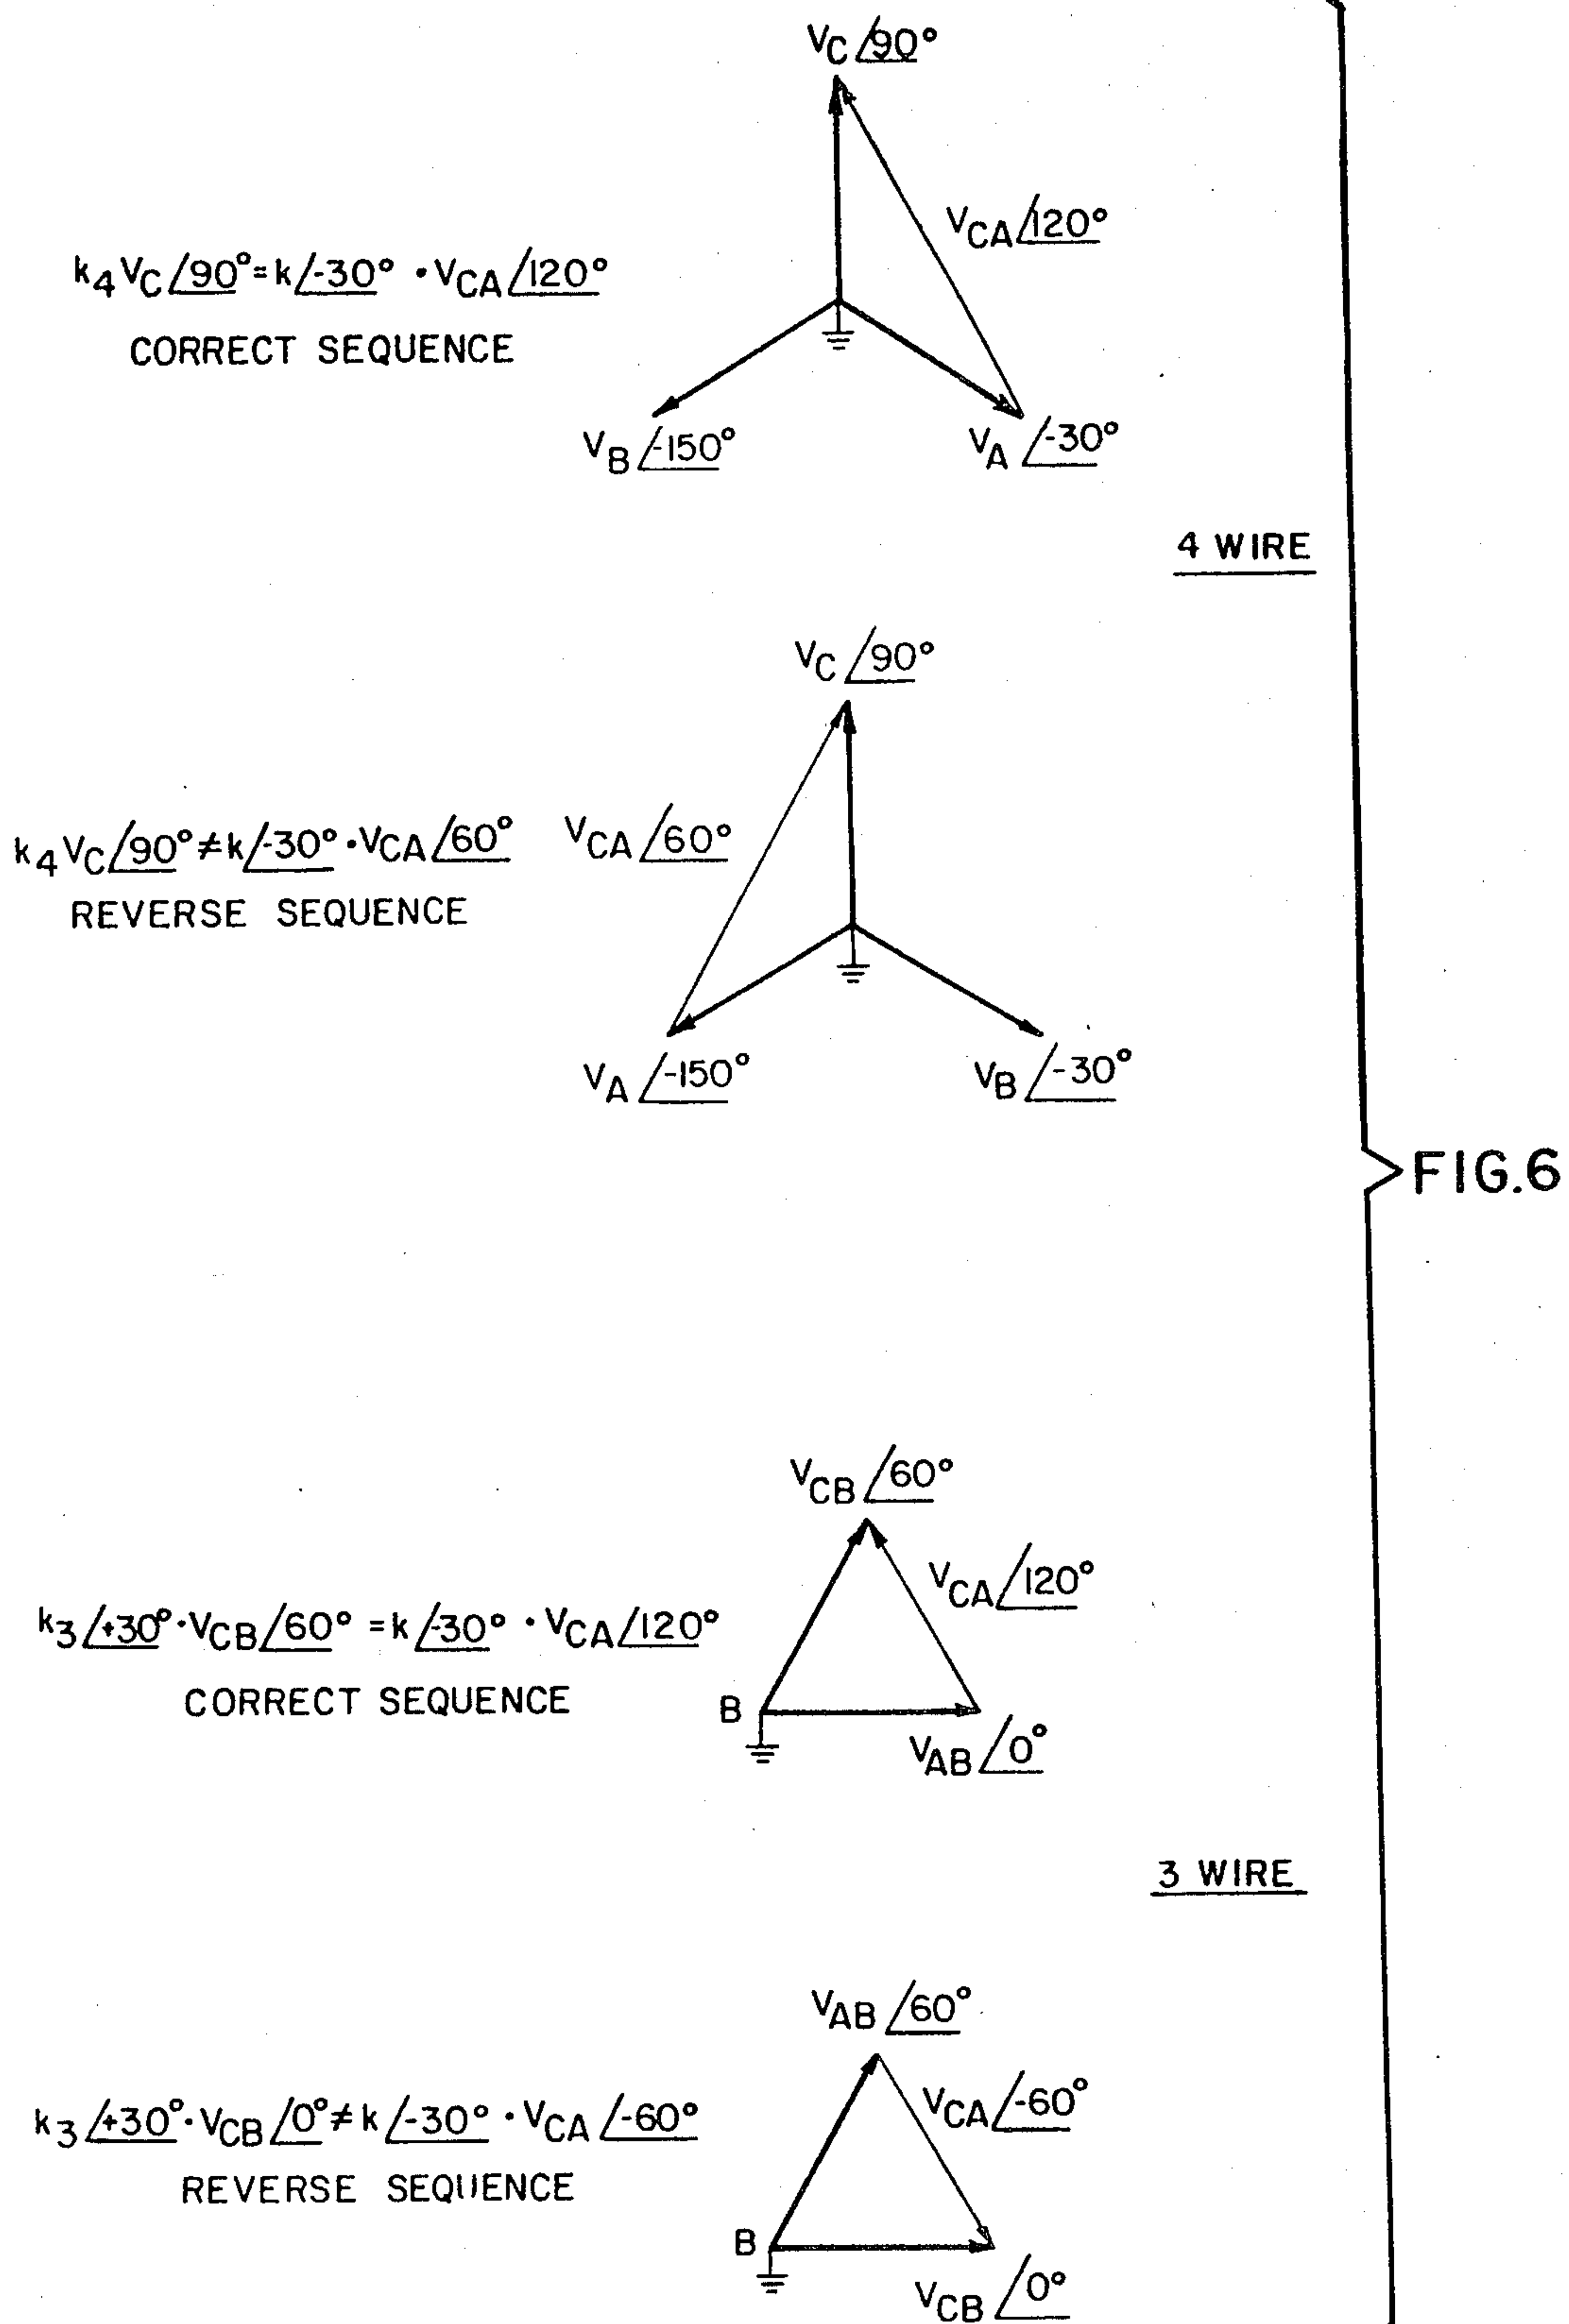 VC /90°
VCA /120°
k4 VC /90° = k /-30° · VCA /120°
CORRECT SEQUENCE
VB /-150°
VA /-30°
4 WIRE
VC /90°
k4 VC /90° ≠ k /-30° · VCA /60°
VCA /60°
REVERSE SEQUENCE
VA /-150°
VB /-30°
FIG.6
VCB /60°
VCA /120°
k3 /+30° · VCB /60° = k /-30° · VCA /120°
CORRECT SEQUENCE
B
VAB /0°
3 WIRE
VAB /60°
VCA /-60°
k3 /+30° · VCB /0° ≠ k /-30° · VCA /-60°
REVERSE SEQUENCE
B
VCB /0°